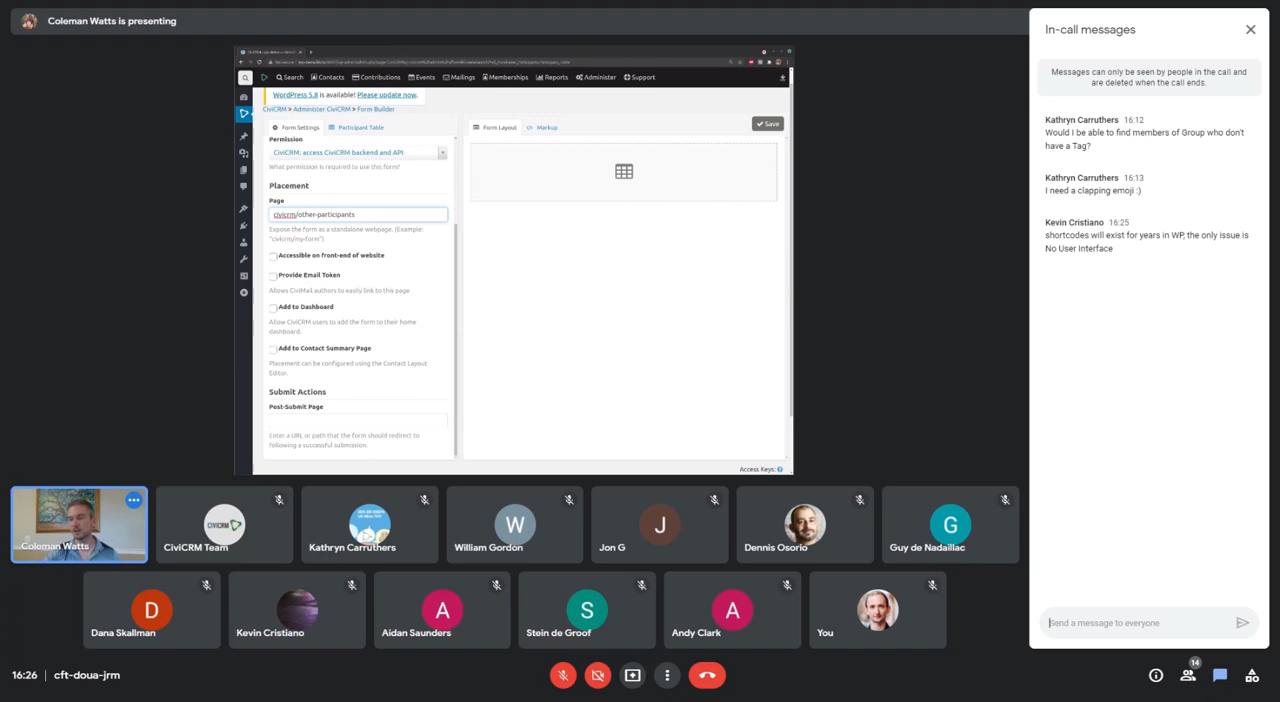 Coleman Watts is presenting
Search Contacts Contributions Events Mailings Memberships Reports Administer Support
WordPress 5.8 is available! Please update now.
CiviCRM » Administer CiviCRM » Form Builder
Form Settings Participant Table
Form Layout Markup
Save
Permission
CiviCRM: access CiviCRM backend and API
What permission is required to use this form?
Placement
Page
civicrm/other-participants
Expose the form as a standalone webpage. (Example:
"civicrm/my-form")
Accessible on front-end of website
Provide Email Token
Allows CiviMail authors to easily link to this page
Add to Dashboard
Allow CiviCRM users to add the form to their home
dashboard.
Add to Contact Summary Page
Placement can be configured using the Contact Layout
Editor.
Submit Actions
Post-Submit Page
Enter a URL or path that the form should redirect to
following a successful submission.
Access Keys:
Coleman Watts
CiviCRM
CiviCRM Team
Kathryn Carruthers
W
William Gordon
J
Jon G
Dennis Osorio
G
Guy de Nadaillac
D
Dana Skallman
Kevin Cristiano
A
Aidan Saunders
S
Stein de Groof
A
Andy Clark
You
16:26 | cft-doua-jrm
14
In-call messages
Messages can only be seen by people in the call and
are deleted when the call ends.
Kathryn Carruthers 16:12
Would I be able to find members of Group who don't
have a Tag?
Kathryn Carruthers 16:13
I need a clapping emoji :)
Kevin Cristiano 16:25
shortcodes will exist for years in WP, the only issue is
No User Interface
Send a message to everyone